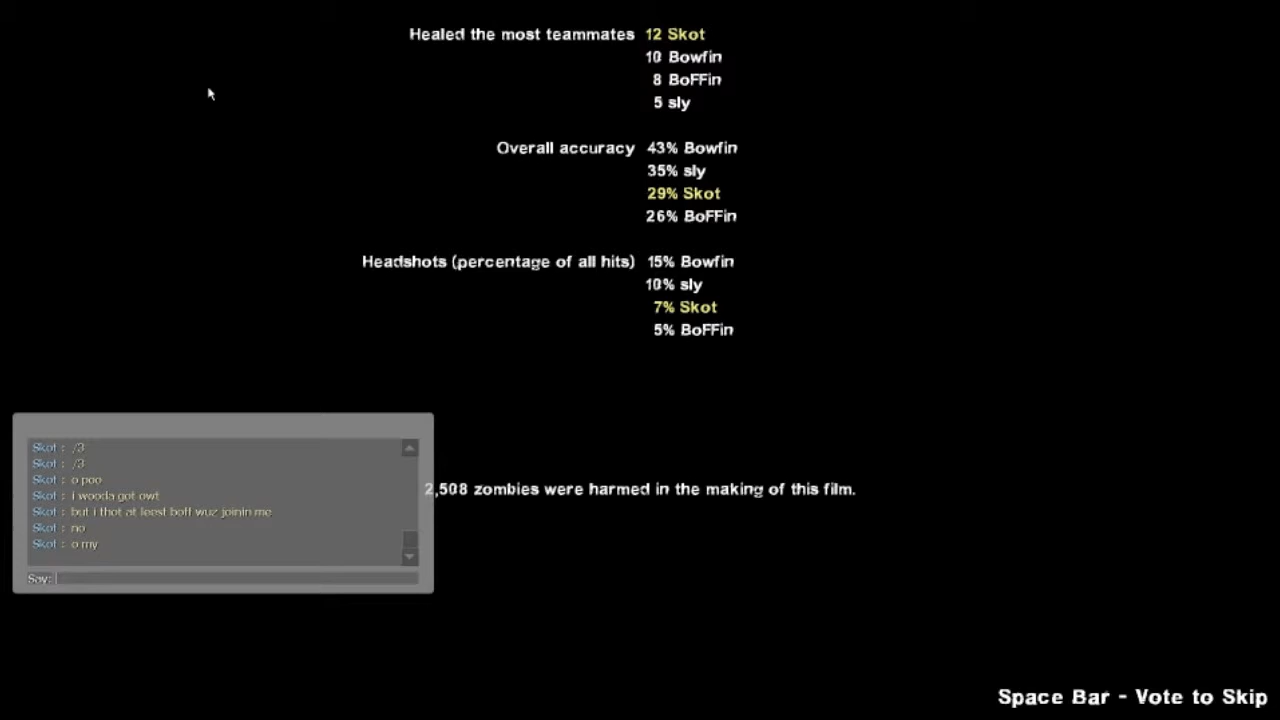 Healed the most teammates 12 Skot
10 Bowfin
8 BoFFin
5 sly
Overall accuracy 43% Bowfin
35% sly
29% Skot
26% BoFFin
Headshots (percentage of all hits) 15% Bowfin
10% sly
7% Skot
5% BoFFin
Skot : /3
Skot : /3
Skot : o poo
Skot : i wooda got owt
Skot : but i thot at leest boff wuz joinin me
Skot : no
Skot : o my
Say:
2,508 zombies were harmed in the making of this film.
Space Bar - Vote to Skip